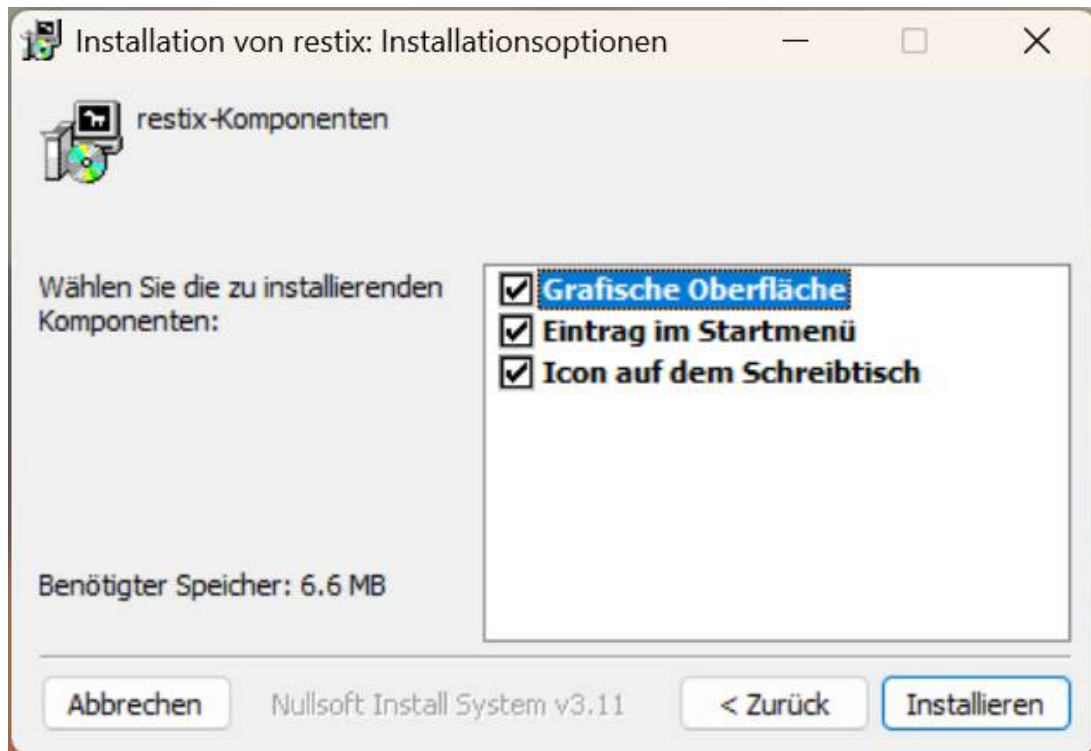 Installation von restix: Installationsoptionen
restix-Komponenten
Wählen Sie die zu installierenden
Komponenten:
Grafische Oberfläche
Eintrag im Startmenü
Icon auf dem Schreibtisch
Benötigter Speicher: 6.6 MB
Abbrechen
Nullsoft Install System v3.11
< Zurück
Installieren